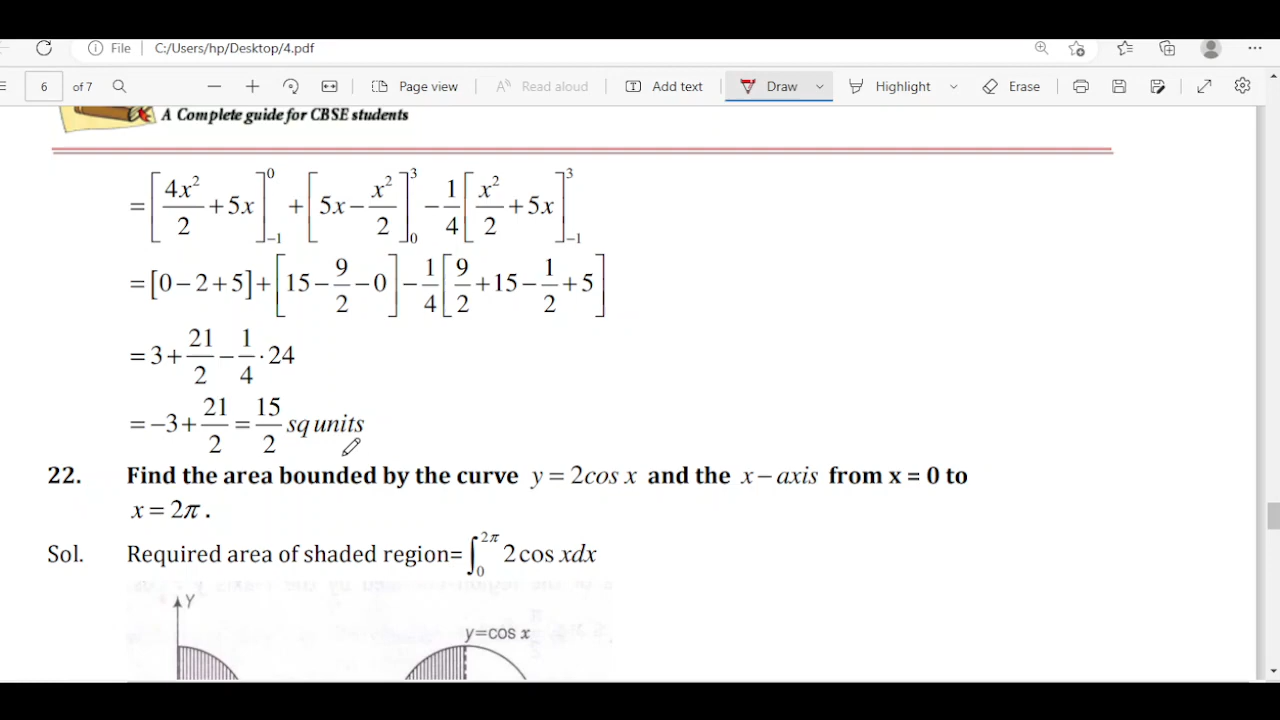 File C:/Users/hp/Desktop/4.pdf
6 of 7 Page view Read aloud Add text Draw Highlight Erase
A Complete guide for CBSE students
= [4x²/2 + 5x]₋₁⁰ + [5x − x²/2]₀³ − 1/4 [x²/2 + 5x]₋₁³
= [0 − 2 + 5] + [15 − 9/2 − 0] − 1/4 [9/2 + 15 − 1/2 + 5]
= 3 + 21/2 − 1/4 · 24
= −3 + 21/2 = 15/2 sq units
22. Find the area bounded by the curve y = 2cos x and the x − axis from x = 0 to
x = 2π .
Sol. Required area of shaded region= ∫₀²π 2 cos xdx
Y
y=cos x